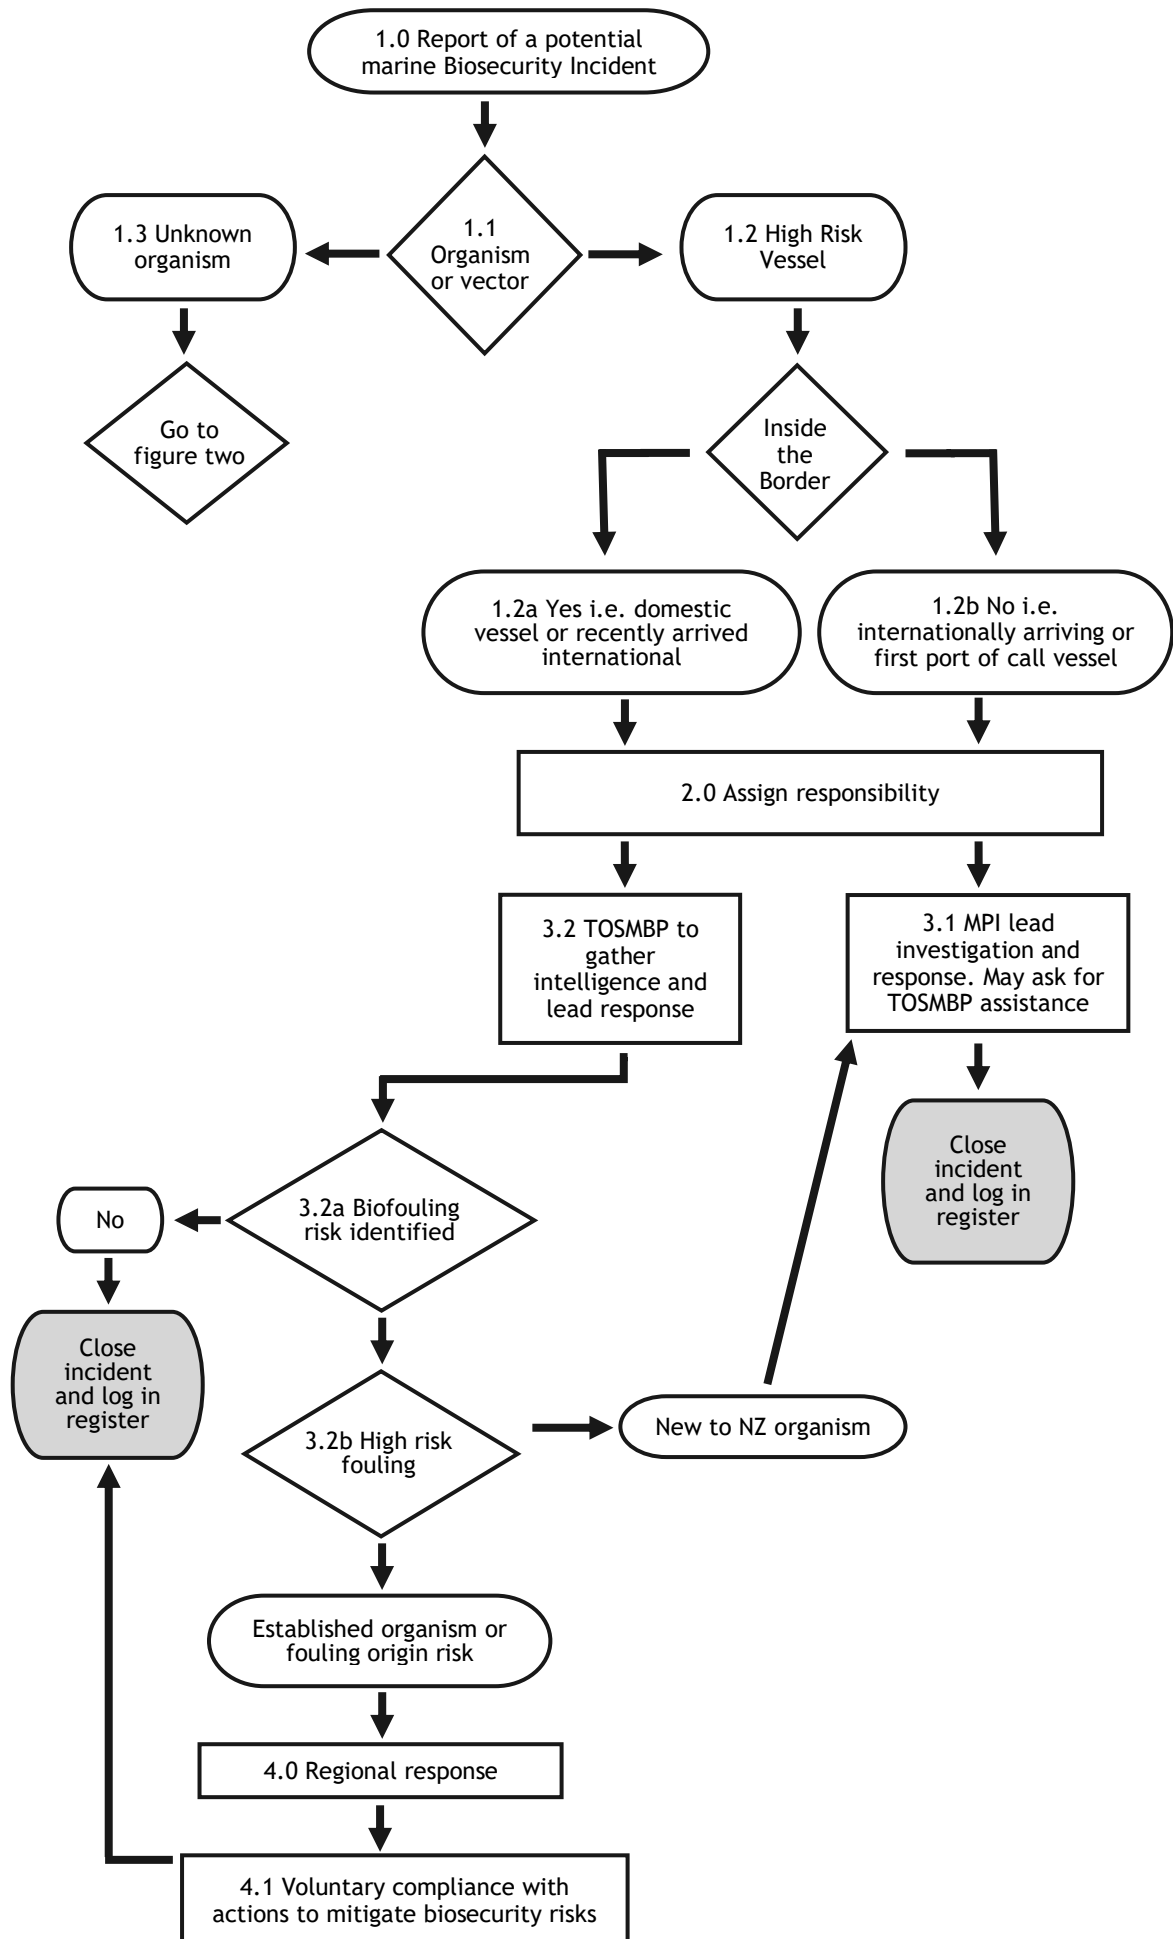 1.0 Report of a potential
marine Biosecurity Incident
1.3 Unknown
organism
1.1
Organism
or vector
1.2 High Risk
Vessel
Go to
figure two
Inside
the
Border
1.2a Yes i.e. domestic
vessel or recently arrived
international
1.2b No i.e.
internationally arriving or
first port of call vessel
2.0 Assign responsibility
3.2 TOSMBP to
gather
intelligence and
lead response
3.1 MPI lead
investigation and
response. May ask for
TOSMBP assistance
Close
incident
and log in
register
3.2a Biofouling
risk identified
No
Close
incident
and log in
register
3.2b High risk
fouling
New to NZ organism
Established organism or
fouling origin risk
4.0 Regional response
4.1 Voluntary compliance with
actions to mitigate biosecurity risks